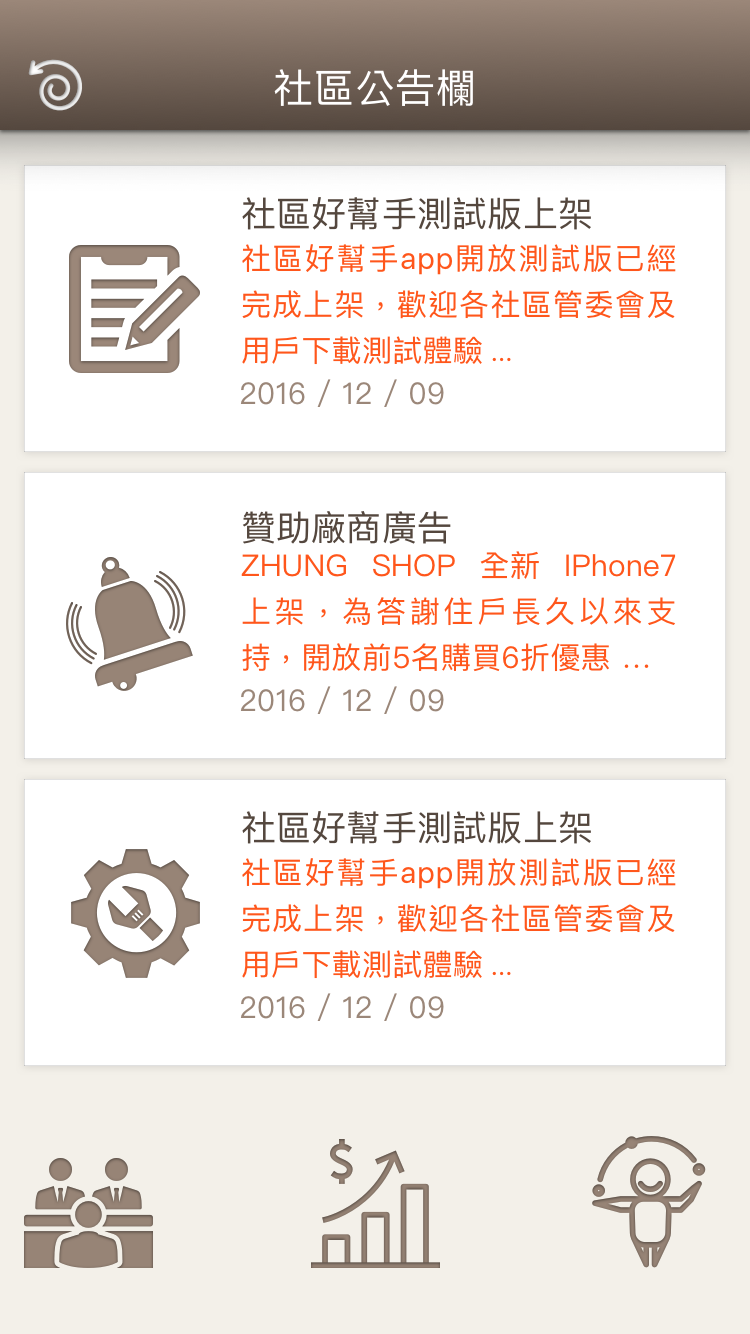 社區公告欄
社區好幫手測試版上架
社區好幫手app開放測試版已經
完成上架，歡迎各社區管委會及
用戶下載測試體驗 ...
2016 / 12 / 09
贊助廠商廣告
ZHUNG SHOP 全新 IPhone7
上架，為答謝住戶長久以來支
持，開放前5名購買6折優惠 ...
2016 / 12 / 09
社區好幫手測試版上架
社區好幫手app開放測試版已經
完成上架，歡迎各社區管委會及
用戶下載測試體驗 ...
2016 / 12 / 09
$